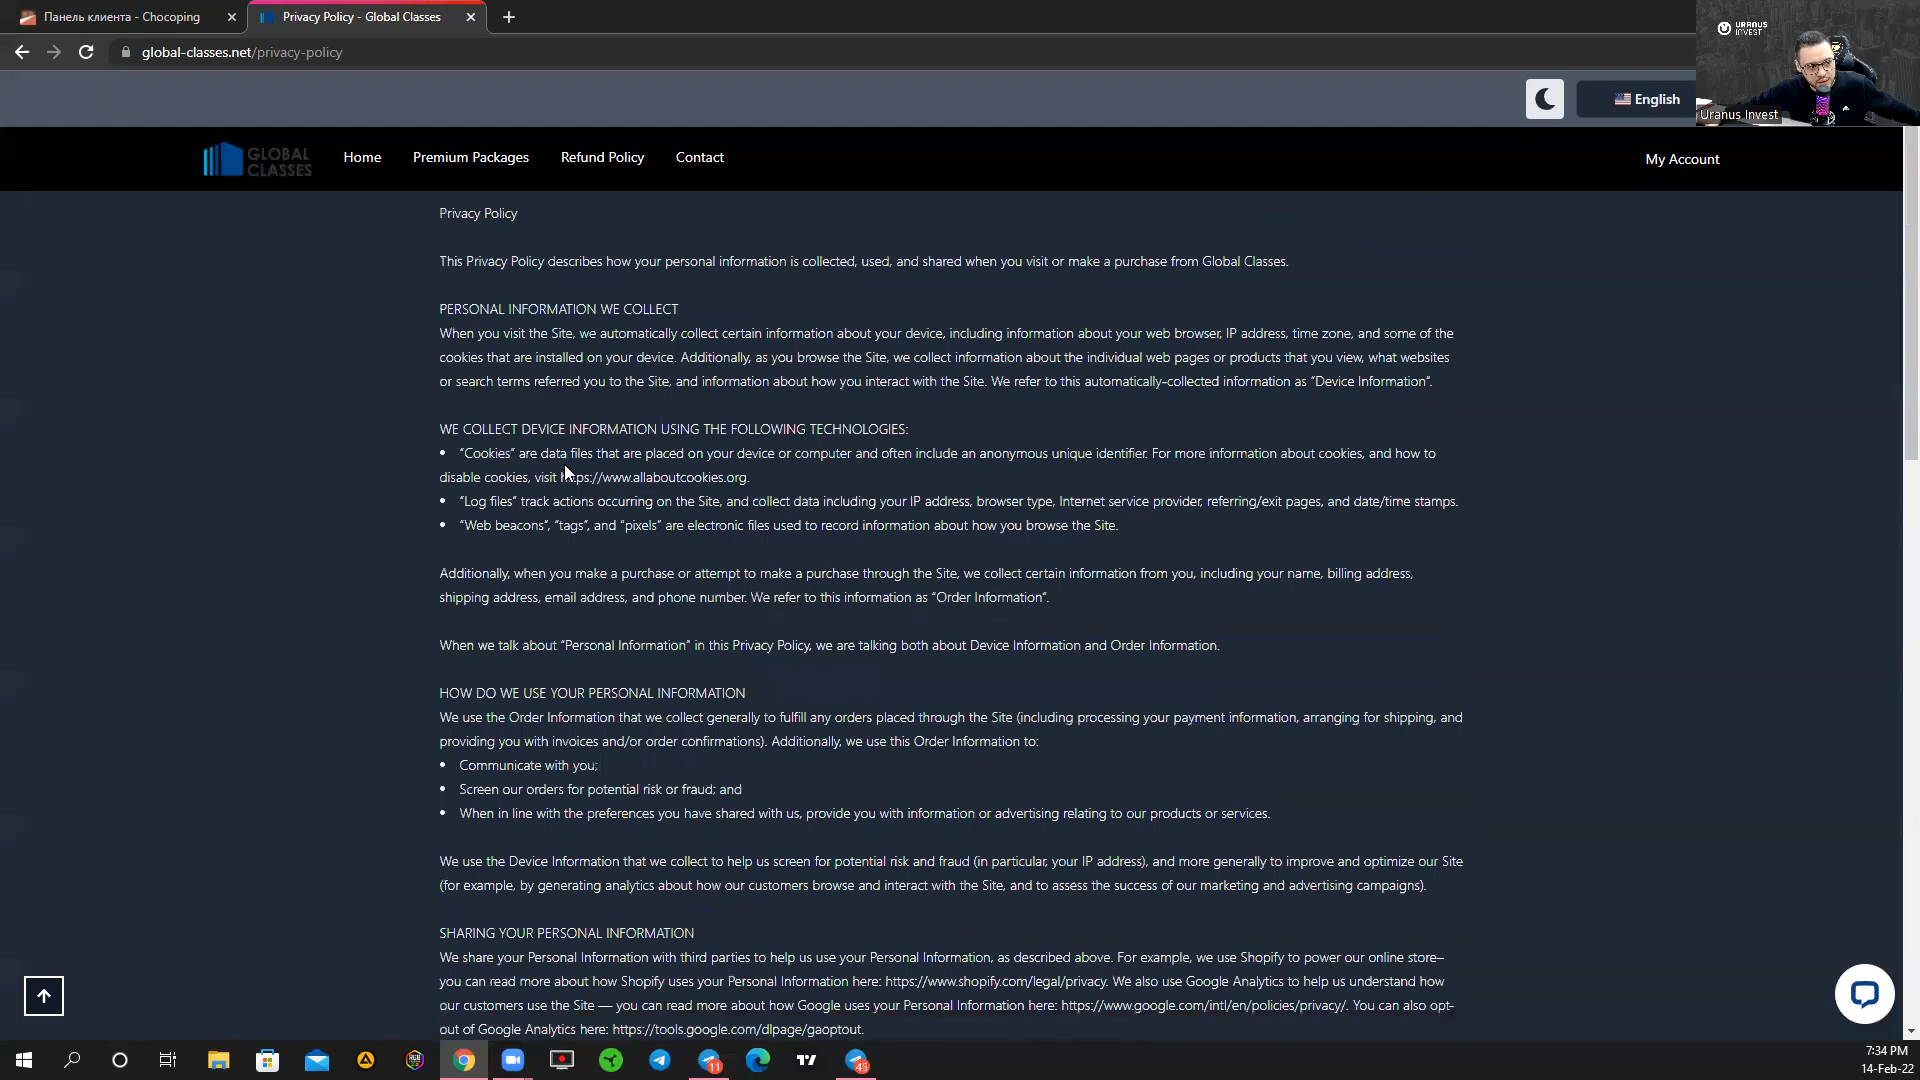 Панель клиента - Chocoping
Privacy Policy - Global Classes
global-classes.net/privacy-policy
URANUS
INVEST
English
Uranus Invest
GLOBAL
CLASSES
Home
Premium Packages
Refund Policy
Contact
My Account
Privacy Policy
This Privacy Policy describes how your personal information is collected, used, and shared when you visit or make a purchase from Global Classes.
PERSONAL INFORMATION WE COLLECT
When you visit the Site, we automatically collect certain information about your device, including information about your web browser, IP address, time zone, and some of the
cookies that are installed on your device. Additionally, as you browse the Site, we collect information about the individual web pages or products that you view, what websites
or search terms referred you to the Site, and information about how you interact with the Site. We refer to this automatically-collected information as “Device Information”.
WE COLLECT DEVICE INFORMATION USING THE FOLLOWING TECHNOLOGIES:
• “Cookies” are data files that are placed on your device or computer and often include an anonymous unique identifier. For more information about cookies, and how to
disable cookies, visit https://www.allaboutcookies.org.
• “Log files” track actions occurring on the Site, and collect data including your IP address, browser type, Internet service provider, referring/exit pages, and date/time stamps.
• “Web beacons”, “tags”, and “pixels” are electronic files used to record information about how you browse the Site.
Additionally, when you make a purchase or attempt to make a purchase through the Site, we collect certain information from you, including your name, billing address,
shipping address, email address, and phone number. We refer to this information as “Order Information”.
When we talk about “Personal Information” in this Privacy Policy, we are talking both about Device Information and Order Information.
HOW DO WE USE YOUR PERSONAL INFORMATION
We use the Order Information that we collect generally to fulfill any orders placed through the Site (including processing your payment information, arranging for shipping, and
providing you with invoices and/or order confirmations). Additionally, we use this Order Information to:
• Communicate with you;
• Screen our orders for potential risk or fraud; and
• When in line with the preferences you have shared with us, provide you with information or advertising relating to our products or services.
We use the Device Information that we collect to help us screen for potential risk and fraud (in particular, your IP address), and more generally to improve and optimize our Site
(for example, by generating analytics about how our customers browse and interact with the Site, and to assess the success of our marketing and advertising campaigns).
SHARING YOUR PERSONAL INFORMATION
We share your Personal Information with third parties to help us use your Personal Information, as described above. For example, we use Shopify to power our online store–
you can read more about how Shopify uses your Personal Information here: https://www.shopify.com/legal/privacy. We also use Google Analytics to help us understand how
our customers use the Site — you can read more about how Google uses your Personal Information here: https://www.google.com/intl/en/policies/privacy/. You can also opt-
out of Google Analytics here: https://tools.google.com/dlpage/gaoptout.
11
45
7:34 PM
14-Feb-22